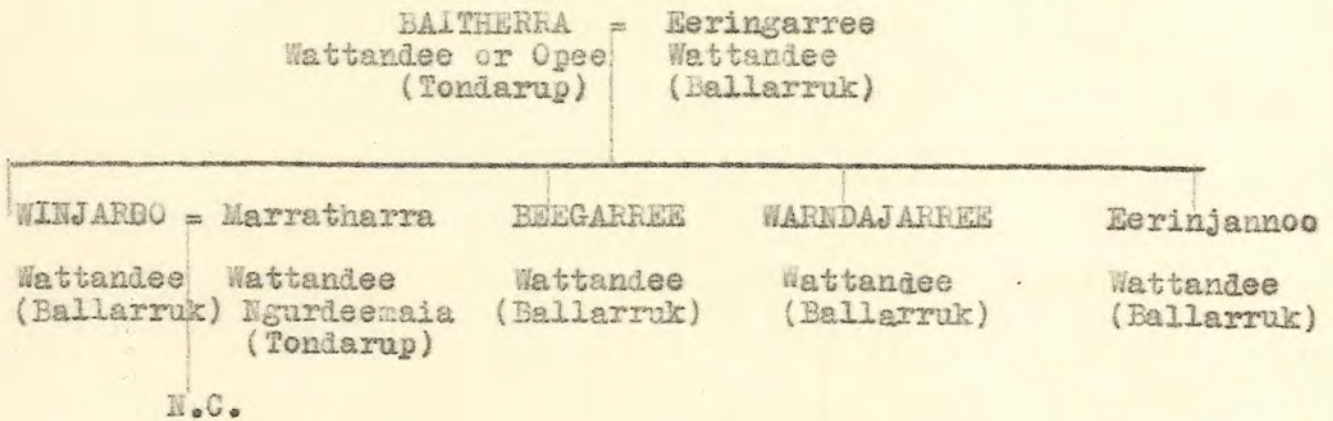 BAITHERRA = Eeringarree
Wattandee or Opee Wattandee
(Tondarup) (Ballarruk)
WINJARBO = Marratharra BEEGARREE WARNDAJARREE Eerinjannoo
Wattandee Wattandee Wattandee Wattandee Wattandee
(Ballarruk) Ngurdeemaia (Ballarruk) (Ballarruk) (Ballarruk)
(Tondarup)
N.C.